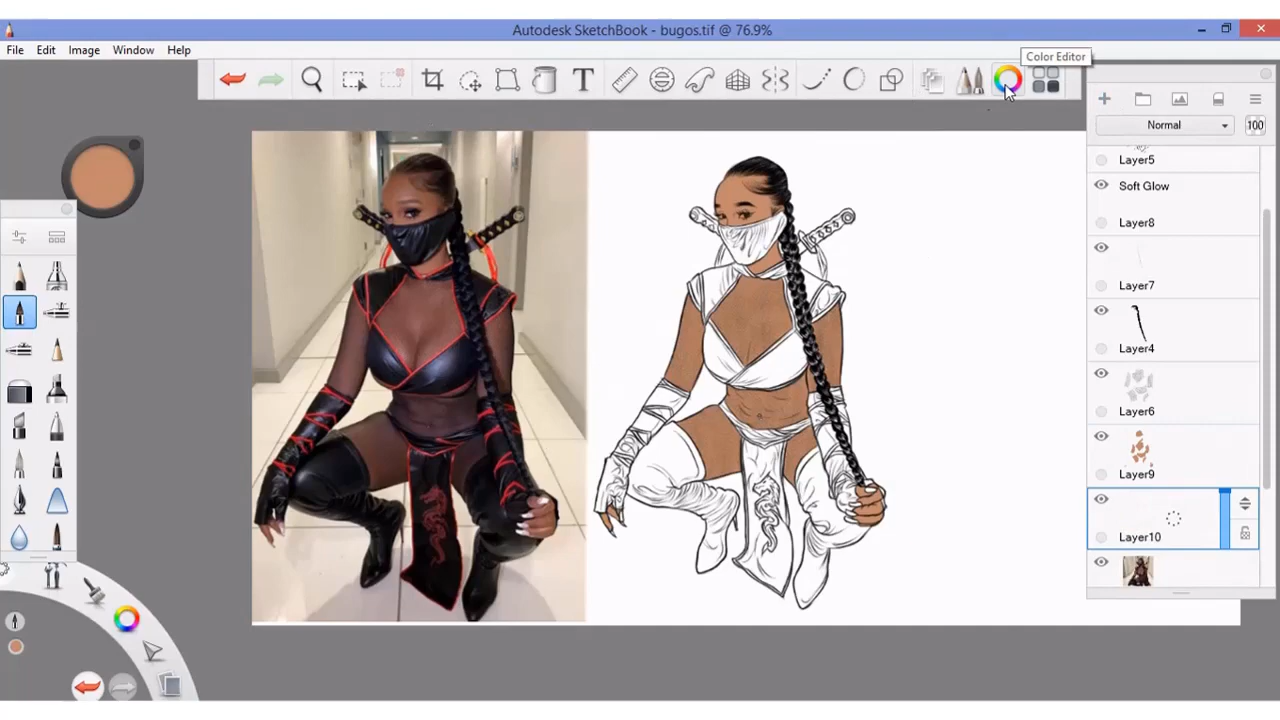 Autodesk SketchBook - bugos.tif @ 76.9%
File Edit Image Window Help
Color Editor
T
Normal 100
Layer5
Soft Glow
Layer8
Layer7
Layer4
Layer6
Layer9
Layer10